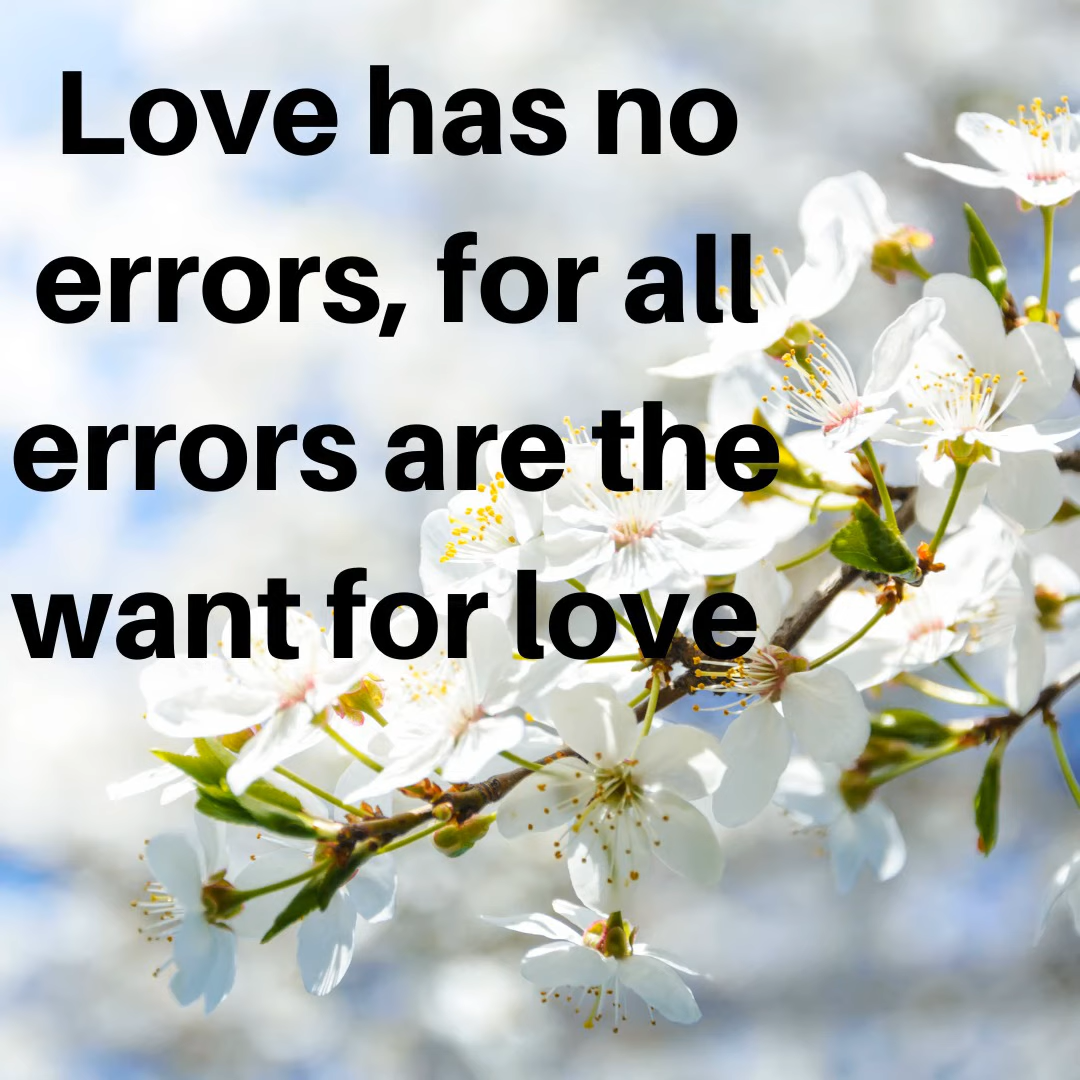 Love has no
errors, for all
errors are the
want for love